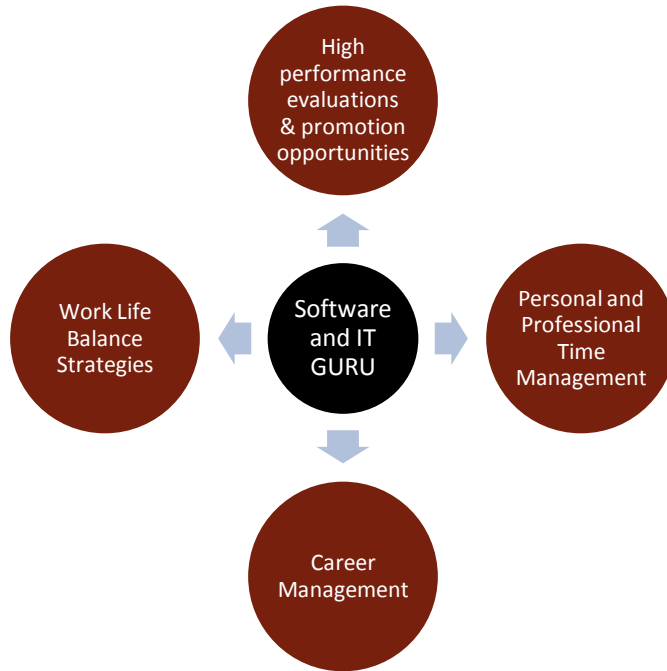 High
performance
evaluations
& promotion
opportunities
Work Life
Balance
Strategies
Software
and IT
GURU
Personal and
Professional
Time
Management
Career
Management